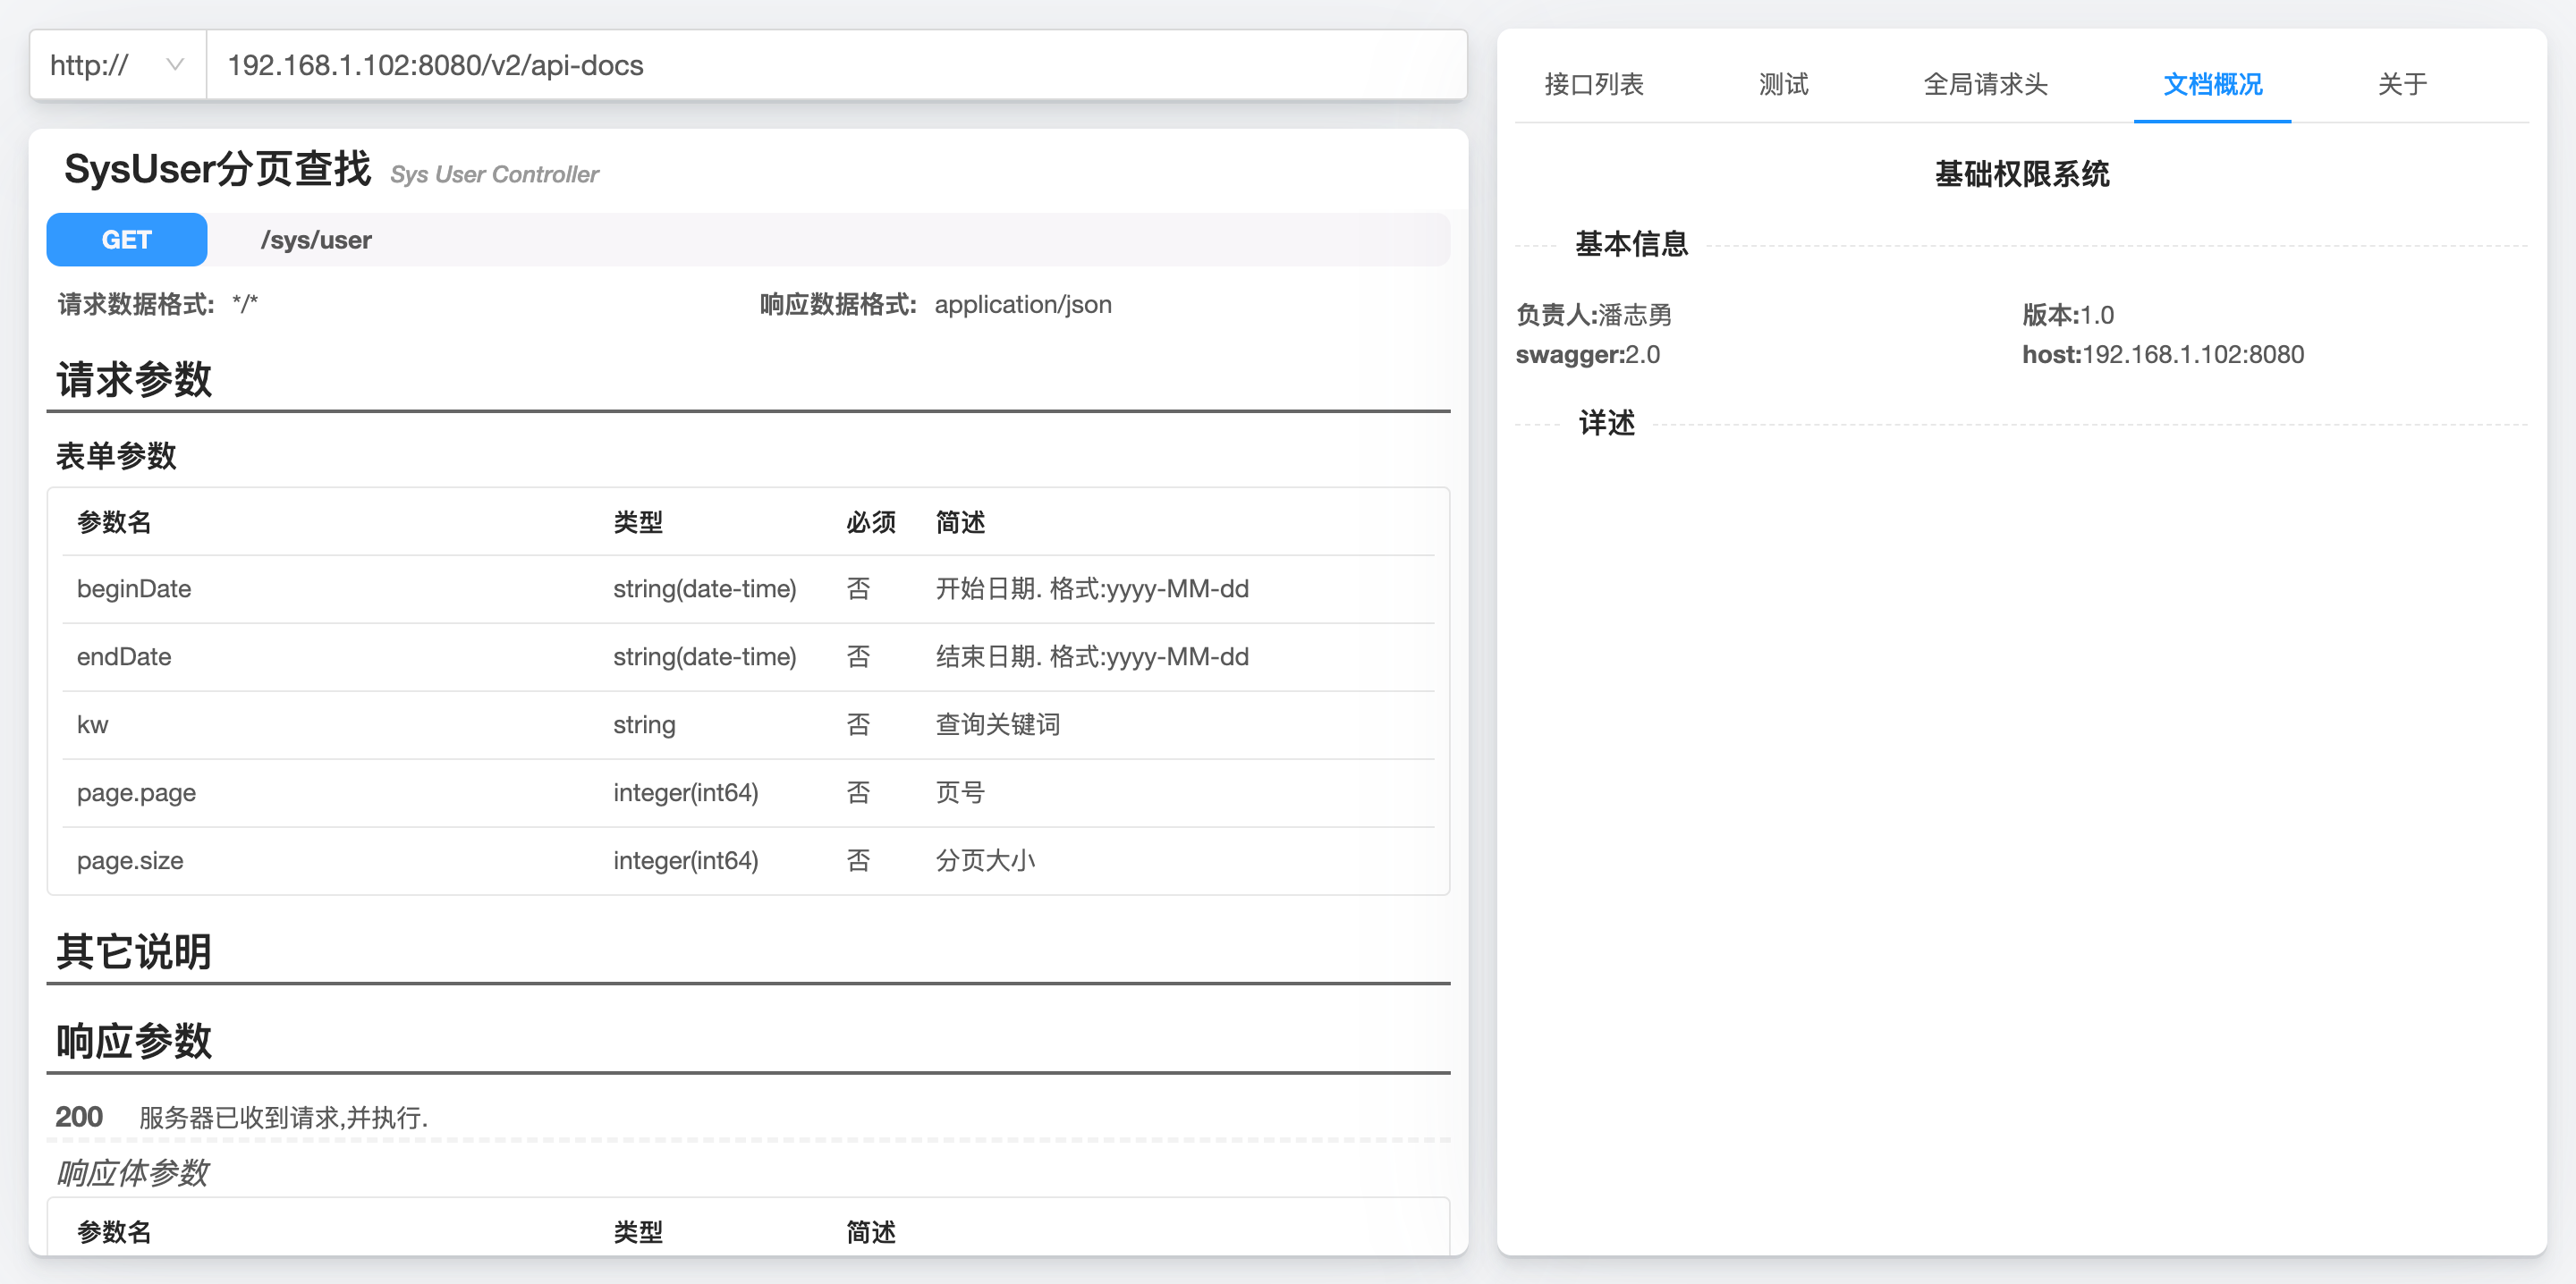 http://
192.168.1.102:8080/v2/api-docs
SysUser分页查找 Sys User Controller
GET /sys/user
请求数据格式: */* 响应数据格式: application/json
请求参数
表单参数
参数名 类型 必须 简述
beginDate string(date-time) 否 开始日期. 格式:yyyy-MM-dd
endDate string(date-time) 否 结束日期. 格式:yyyy-MM-dd
kw string 否 查询关键词
page.page integer(int64) 否 页号
page.size integer(int64) 否 分页大小
其它说明
响应参数
200 服务器已收到请求,并执行.
响应体参数
参数名 类型 简述
接口列表 测试 全局请求头 文档概况 关于
基础权限系统
基本信息
负责人:潘志勇 版本:1.0
swagger:2.0 host:192.168.1.102:8080
详述